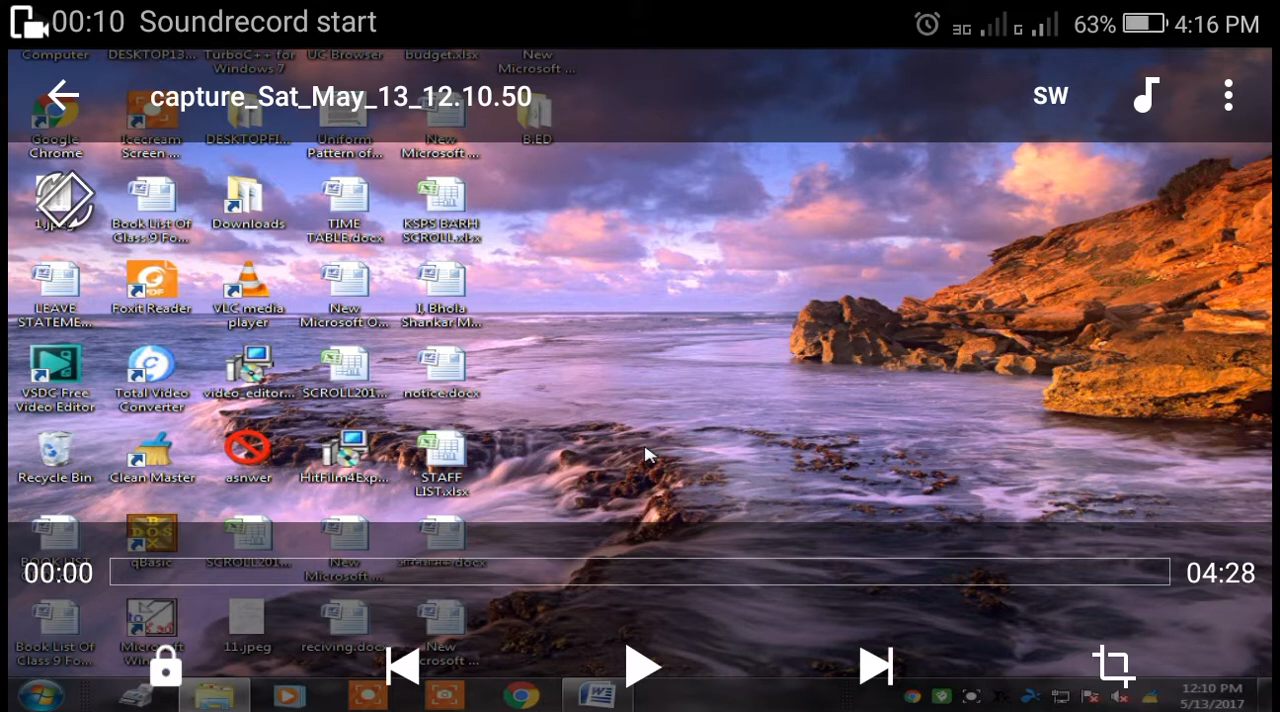 00:10 Soundrecord start
3G G 63% 4:16 PM
Computer DESKTOP13... TurboC++ for UC Browser budget.xlsx New
Windows 7 Microsoft ...
capture_Sat_May_13_12.10.50 SW
Google Icecream DESKTOPFI... Uniform New B.ED
Chrome Screen ... Pattern of... Microsoft ...
1.jpeg Book List Of Downloads TIME KSPS BARH
Class 9 Fo... TABLE.docx SCROLL.xlsx
LEAVE Foxit Reader VLC media New I, Bhola
STATEME... player Microsoft O... Shankar M...
VSDC Free Total Video video_editor... SCROLL201... notice.docx
Video Editor Converter
Recycle Bin Clean Master asnwer HitFilm4Exp... STAFF
LIST.xlsx
BOOK LIST qBasic SCROLL201... New
Microsoft ...
00:00 04:28
Book List Of 11.jpeg reciving.docx New
Class 9 Fo...
12:10 PM
5/13/2017